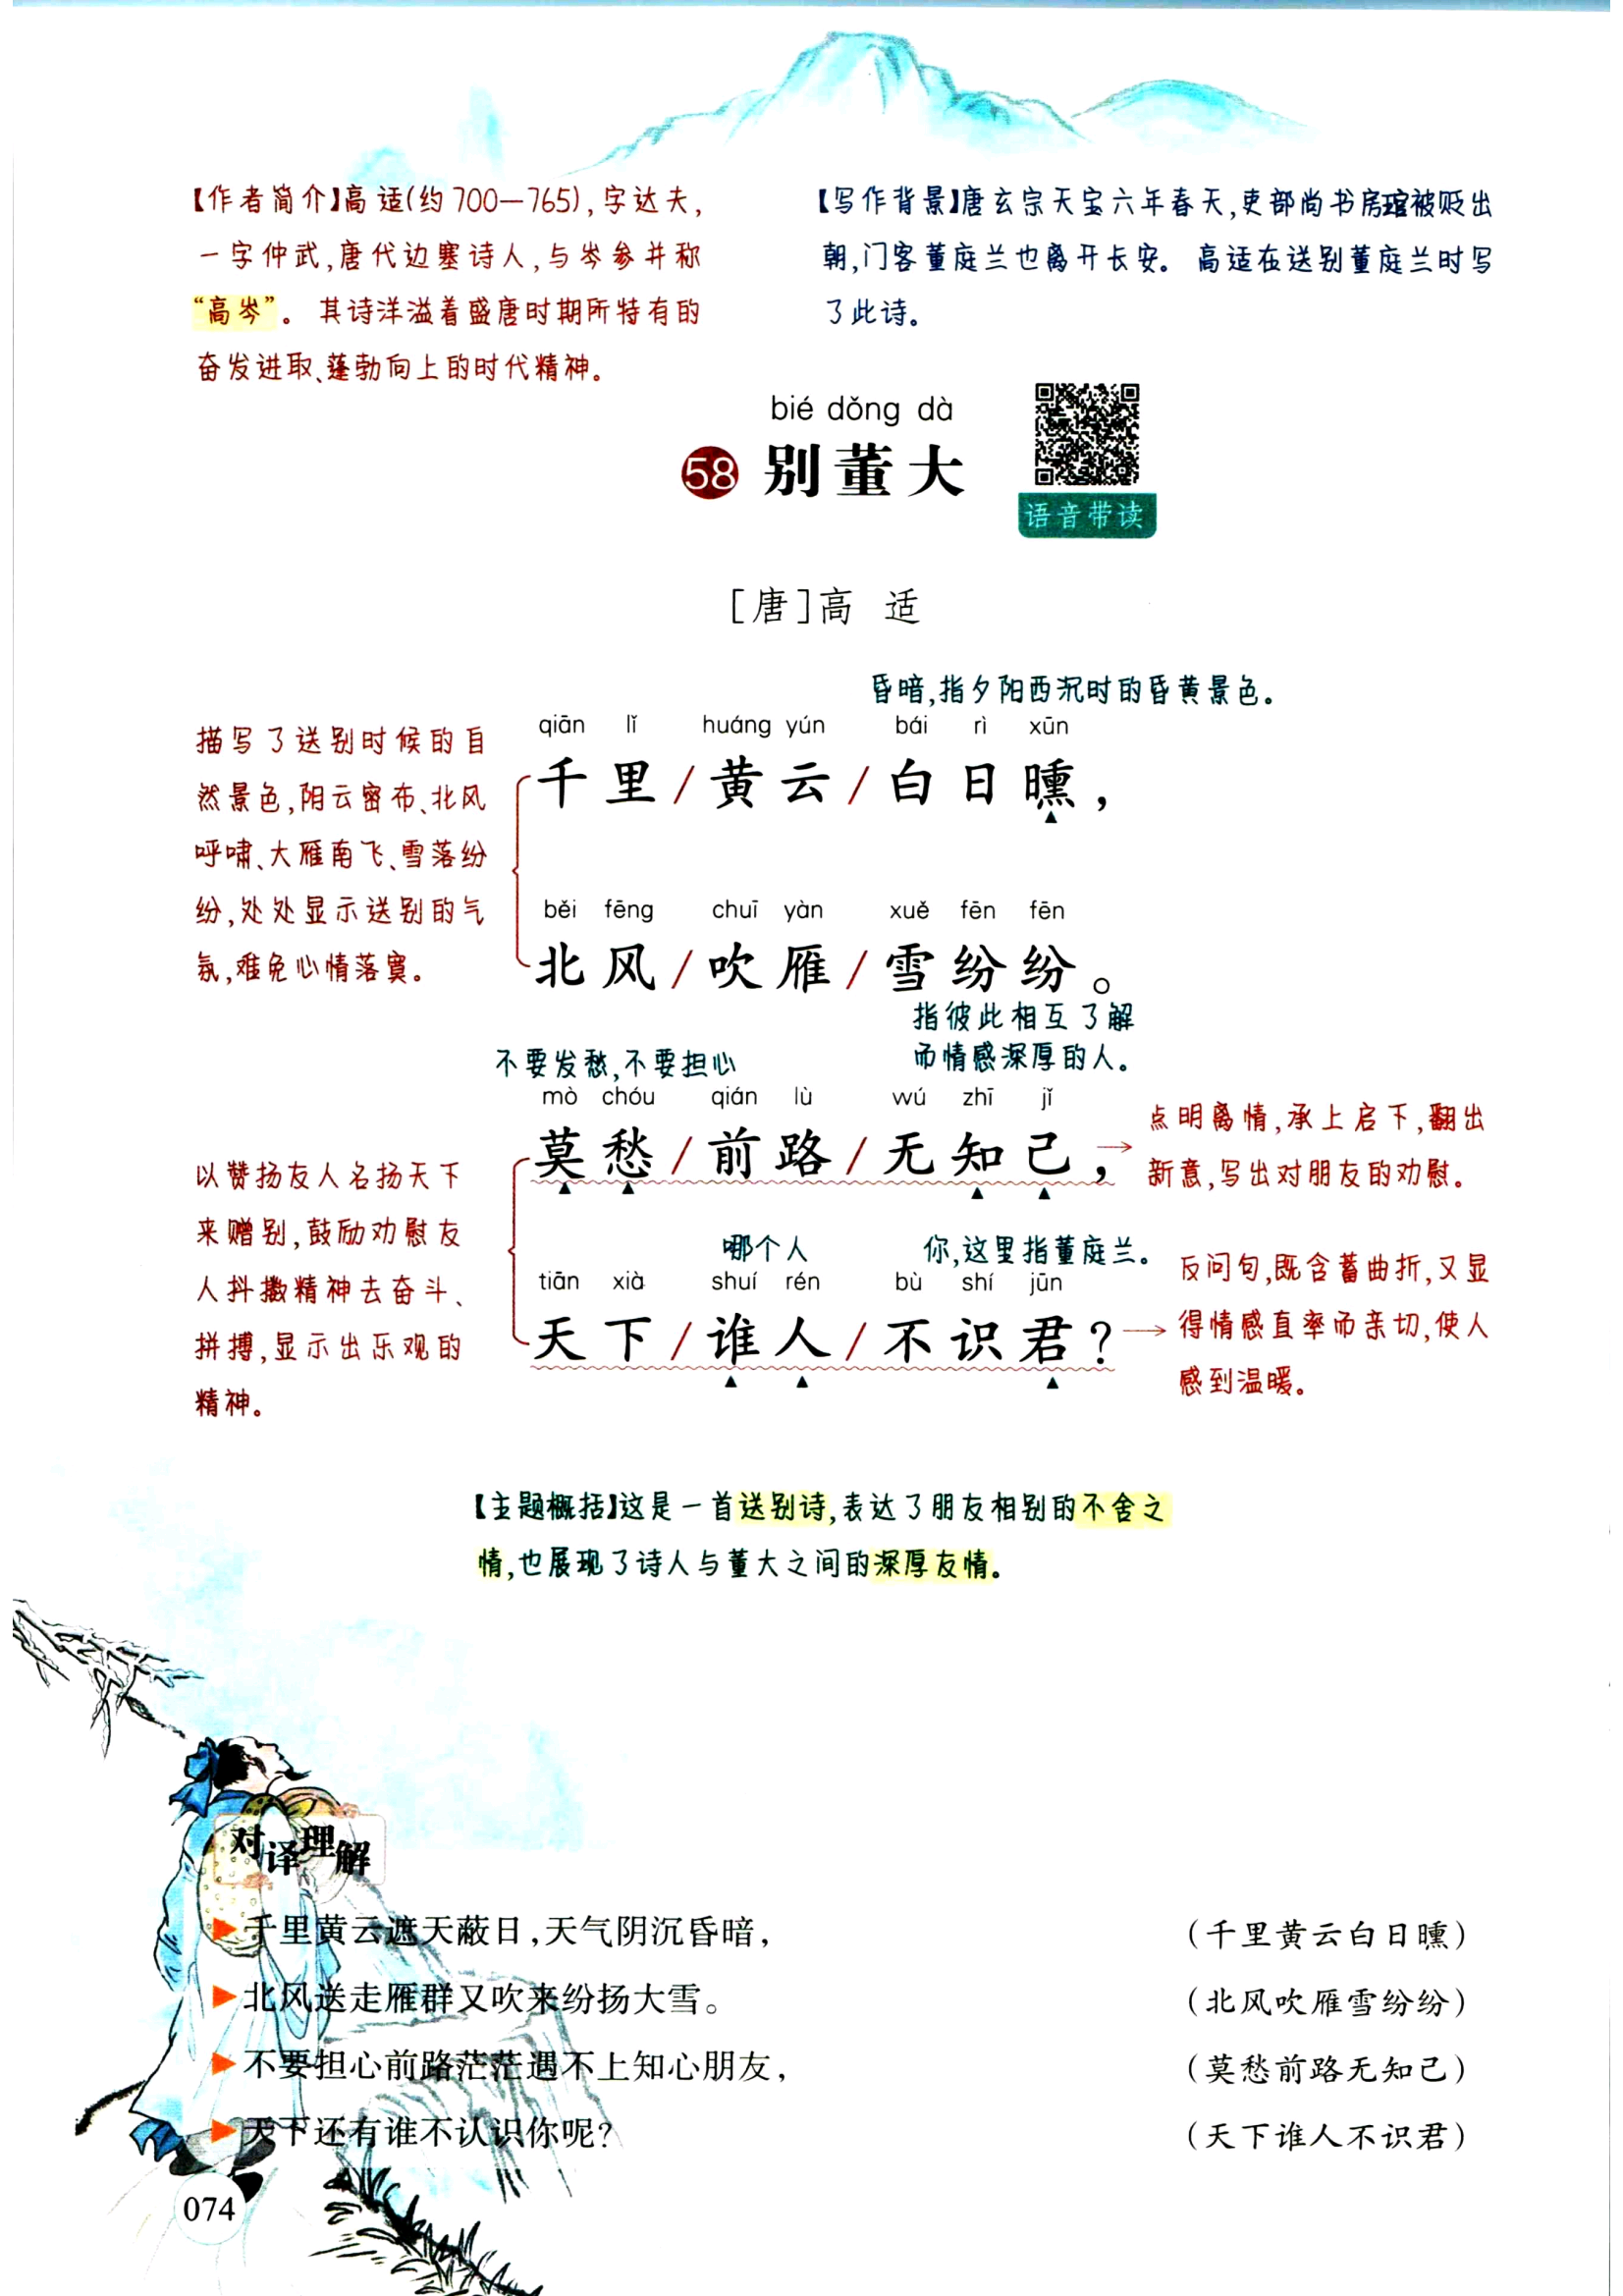 【作者简介】高适(约700—765),字达夫,
一字仲武,唐代边塞诗人,与岑参并称
“高岑”。其诗洋溢着盛唐时期所特有的
奋发进取、蓬勃向上的时代精神。
【写作背景】唐玄宗天宝六年春天,吏部尚书房琯被贬出
朝,门客董庭兰也离开长安。高适在送别董庭兰时写
了此诗。
bié dǒng dà
58 别董大
语音带读
[唐]高 适
昏暗,指夕阳西沉时的昏黄景色。
描写了送别时候的自
然景色,阴云密布、北风
呼啸、大雁南飞、雪落纷
纷,处处显示送别的气
氛,难免心情落寞。
qiān lǐ huáng yún bái rì xūn
千里/黄云/白日曛,
běi fēng chuī yàn xuě fēn fēn
北风/吹雁/雪纷纷。
不要发愁,不要担心
指彼此相互了解
而情感深厚的人。
mò chóu qián lù wú zhī jǐ
莫愁/前路/无知己,
点明离情,承上启下,翻出
新意,写出对朋友的劝慰。
以赞扬友人名扬天下
来赠别,鼓励劝慰友
人抖擞精神去奋斗、
拼搏,显示出乐观的
精神。
哪个人
你,这里指董庭兰。
tiān xià shuí rén bù shí jūn
天下/谁人/不识君?
反问句,既含蓄曲折,又显
得情感直率而亲切,使人
感到温暖。
【主题概括】这是一首送别诗,表达了朋友相别的不舍之
情,也展现了诗人与董大之间的深厚友情。
对译理解
千里黄云遮天蔽日,天气阴沉昏暗, (千里黄云白日曛)
北风送走雁群又吹来纷扬大雪。 (北风吹雁雪纷纷)
不要担心前路茫茫遇不上知心朋友, (莫愁前路无知己)
天下还有谁不认识你呢? (天下谁人不识君)
074